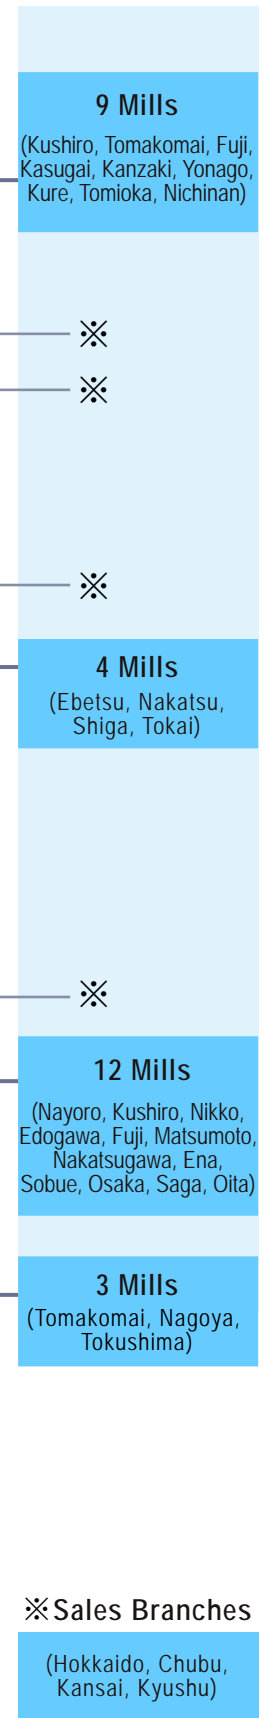 9 Mills
(Kushiro, Tomakomai, Fuji,
Kasugai, Kanzaki, Yonago,
Kure, Tomioka, Nichinan)
※
※
※
4 Mills
(Ebetsu, Nakatsu,
Shiga, Tokai)
※
12 Mills
(Nayoro, Kushiro, Nikko,
Edogawa, Fuji, Matsumoto,
Nakatsugawa, Ena,
Sobue, Osaka, Saga, Oita)
3 Mills
(Tomakomai, Nagoya,
Tokushima)
※Sales Branches
(Hokkaido, Chubu,
Kansai, Kyushu)